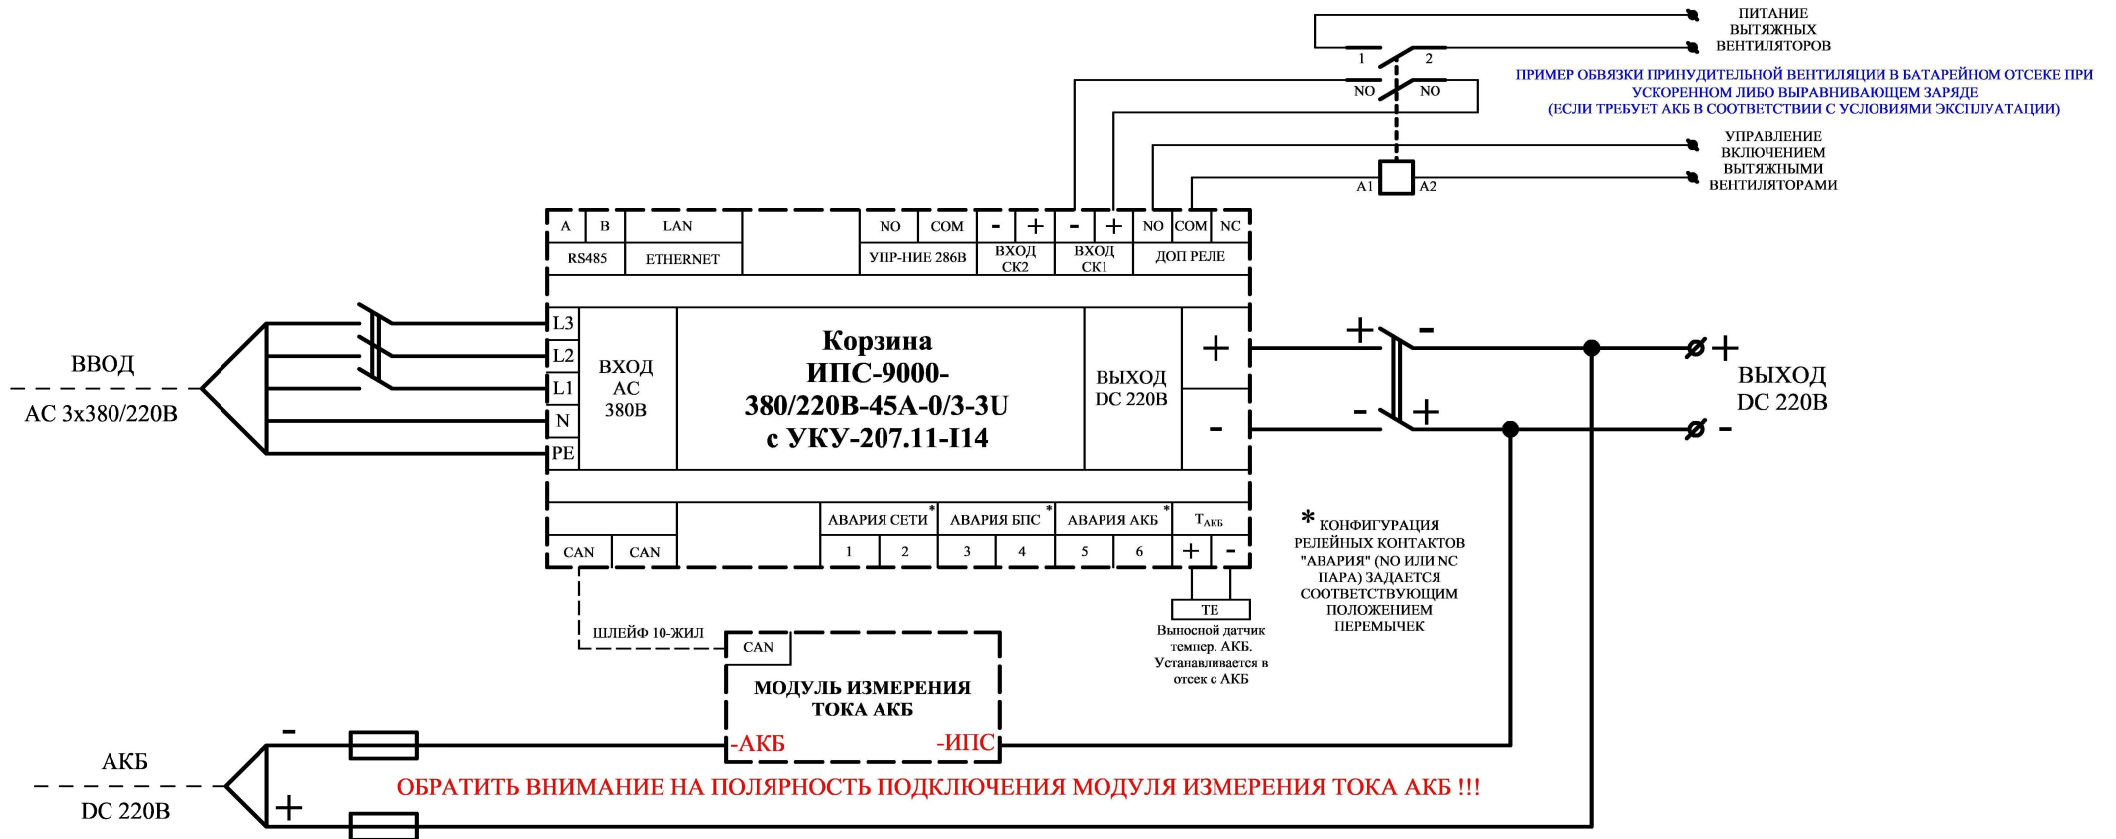 ПИТАНИЕ
ВЫТЯЖНЫХ
ВЕНТИЛЯТОРОВ
1 2
NO NO
ПРИМЕР ОБВЯЗКИ ПРИНУДИТЕЛЬНОЙ ВЕНТИЛЯЦИИ В БАТАРЕЙНОМ ОТСЕКЕ ПРИ
УСКОРЕННОМ ЛИБО ВЫРАВНИВАЮЩЕМ ЗАРЯДЕ
(ЕСЛИ ТРЕБУЕТ АКБ В СООТВЕТСТВИИ С УСЛОВИЯМИ ЭКСПЛУАТАЦИИ)
УПРАВЛЕНИЕ
ВКЛЮЧЕНИЕМ
ВЫТЯЖНЫМИ
ВЕНТИЛЯТОРАМИ
A1 A2
A B LAN NO COM - + - + NO COM NC
RS485 ETHERNET УПР-НИЕ 286В ВХОД СК2 ВХОД СК1 ДОП РЕЛЕ
ВВОД
AC 3x380/220В
L3
L2
L1
N
PE
ВХОД
AC
380В
Корзина
ИПС-9000-
380/220В-45А-0/3-3U
с УКУ-207.11-I14
ВЫХОД
DC 220В
+
-
+ -
- +
+
ВЫХОД
DC 220В
-
АВАРИЯ СЕТИ * АВАРИЯ БПС * АВАРИЯ АКБ * TАКБ
CAN CAN 1 2 3 4 5 6 + -
* КОНФИГУРАЦИЯ
РЕЛЕЙНЫХ КОНТАКТОВ
"АВАРИЯ" (NO ИЛИ NC
ПАРА) ЗАДАЕТСЯ
СООТВЕТСТВУЮЩИМ
ПОЛОЖЕНИЕМ
ПЕРЕМЫЧЕК
TE
Выносной датчик
темпер. АКБ.
Устанавливается в
отсек с АКБ
ШЛЕЙФ 10-ЖИЛ
CAN
МОДУЛЬ ИЗМЕРЕНИЯ
ТОКА АКБ
-АКБ -ИПС
-
АКБ
DC 220В
+
ОБРАТИТЬ ВНИМАНИЕ НА ПОЛЯРНОСТЬ ПОДКЛЮЧЕНИЯ МОДУЛЯ ИЗМЕРЕНИЯ ТОКА АКБ !!!